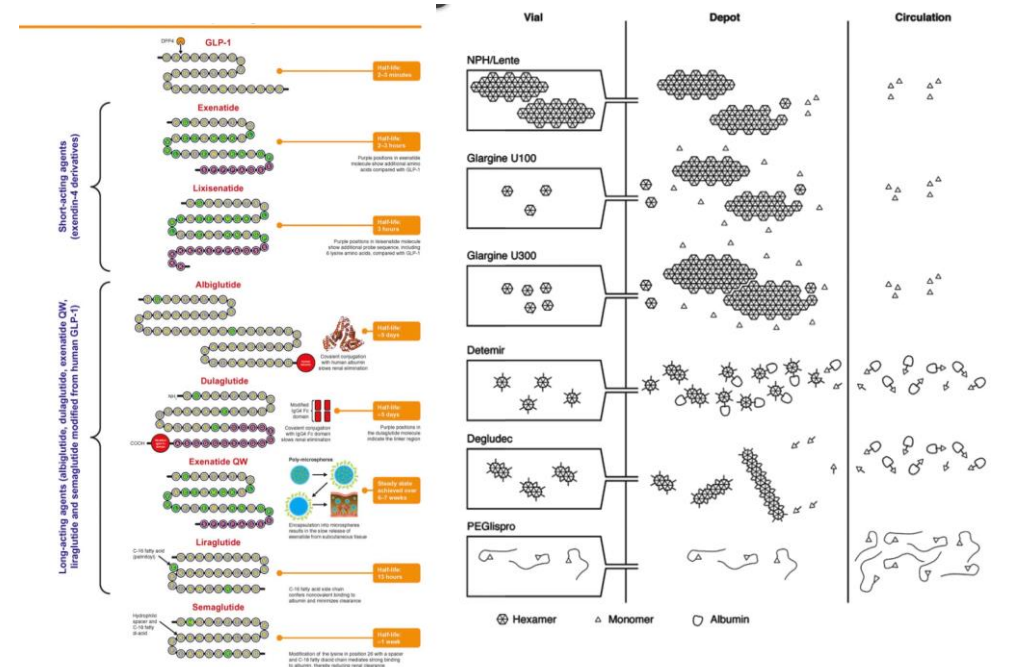 DPP4
GLP-1
Half-life:
2–3 minutes
Short-acting agents
(exendin-4 derivatives)
Exenatide
Half-life:
2–3 hours
Purple positions in exenatide
molecule show additional amino
acids compared with GLP-1
Lixisenatide
Half-life:
3 hours
Purple positions in lixisenatide molecule
show additional probe sequence, including
6 lysine amino acids, compared with GLP-1
Long-acting agents (albiglutide, dulaglutide, exenatide QW,
liraglutide and semaglutide modified from human GLP-1)
Albiglutide
Half-life:
~5 days
Covalent conjugation
with human albumin
slows renal elimination
Dulaglutide
NH
COOH
Modified
IgG4 Fc
domain
Half-life:
~5 days
Covalent conjugation
with IgG4 Fc domain
slows renal elimination
Purple positions in
the dulaglutide molecule
indicate the linker region
Exenatide QW
Poly-microspheres
Steady state
achieved over
6–7 weeks
Encapsulation into microspheres
results in the slow release of
exenatide from subcutaneous tissue
Liraglutide
C-16 fatty acid
(palmitoyl)
Half-life:
13 hours
C-16 fatty acid side chain
confers noncovalent binding to
albumin and minimizes clearance
Semaglutide
Hydrophilic
spacer and
C-18 fatty
di-acid
Half-life:
~1 week
Modification of the lysine in position 26 with a spacer
and C-18 fatty diacid chain mediates strong binding
to albumin, thereby reducing renal clearance
Vial
Depot
Circulation
NPH/Lente
Glargine U100
Glargine U300
Detemir
Degludec
PEGlispro
Hexamer
Monomer
Albumin